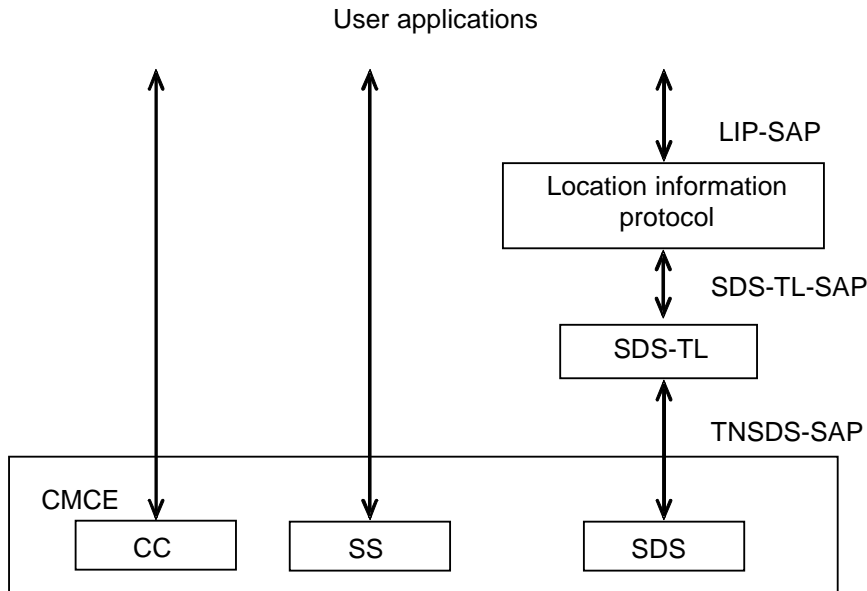 User applications
LIP-SAP
Location information
protocol
SDS-TL-SAP
SDS-TL
TNSDS-SAP
CMCE
CC
SS
SDS